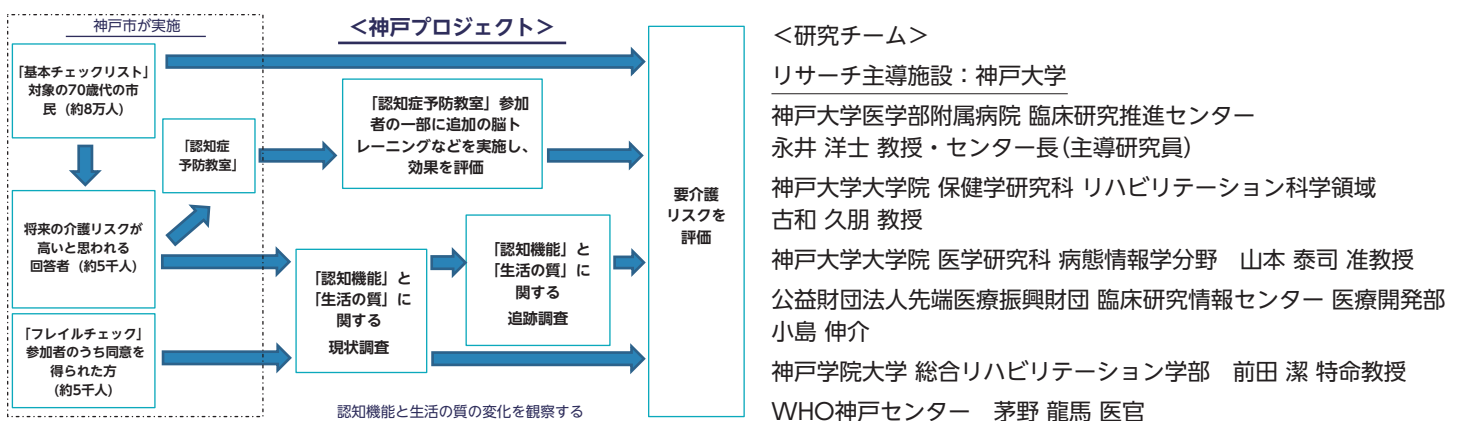 神戸市が実施
＜神戸プロジェクト＞
「基本チェックリスト」
対象の70歳代の市
民（約8万人）
「認知症
予防教室」
「認知症予防教室」参加
者の一部に追加の脳ト
レーニングなどを実施し、
効果を評価
将来の介護リスクが
高いと思われる
回答者（約5千人）
「認知機能」と
「生活の質」に
関する
現状調査
「認知機能」と
「生活の質」に
関する
追跡調査
要介護
リスクを
評価
「フレイルチェック」
参加者のうち同意を
得られた方
（約5千人）
認知機能と生活の質の変化を観察する
＜研究チーム＞
リサーチ主導施設：神戸大学
神戸大学医学部附属病院 臨床研究推進センター
永井 洋士 教授・センター長（主導研究員）
神戸大学大学院 保健学研究科 リハビリテーション科学領域
古和 久朋 教授
神戸大学大学院 医学研究科 病態情報学分野　山本 泰司 准教授
公益財団法人先端医療振興財団 臨床研究情報センター 医療開発部
小島 伸介
神戸学院大学 総合リハビリテーション学部　前田 潔 特命教授
WHO神戸センター　茅野 龍馬 医官